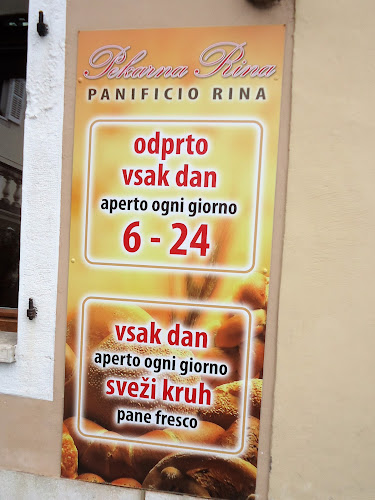 Pekarna Rina
PANIFICIO RINA
odprto
vsak dan
aperto ogni giorno
6 - 24
vsak dan
aperto ogni giorno
sveži kruh
pane fresco